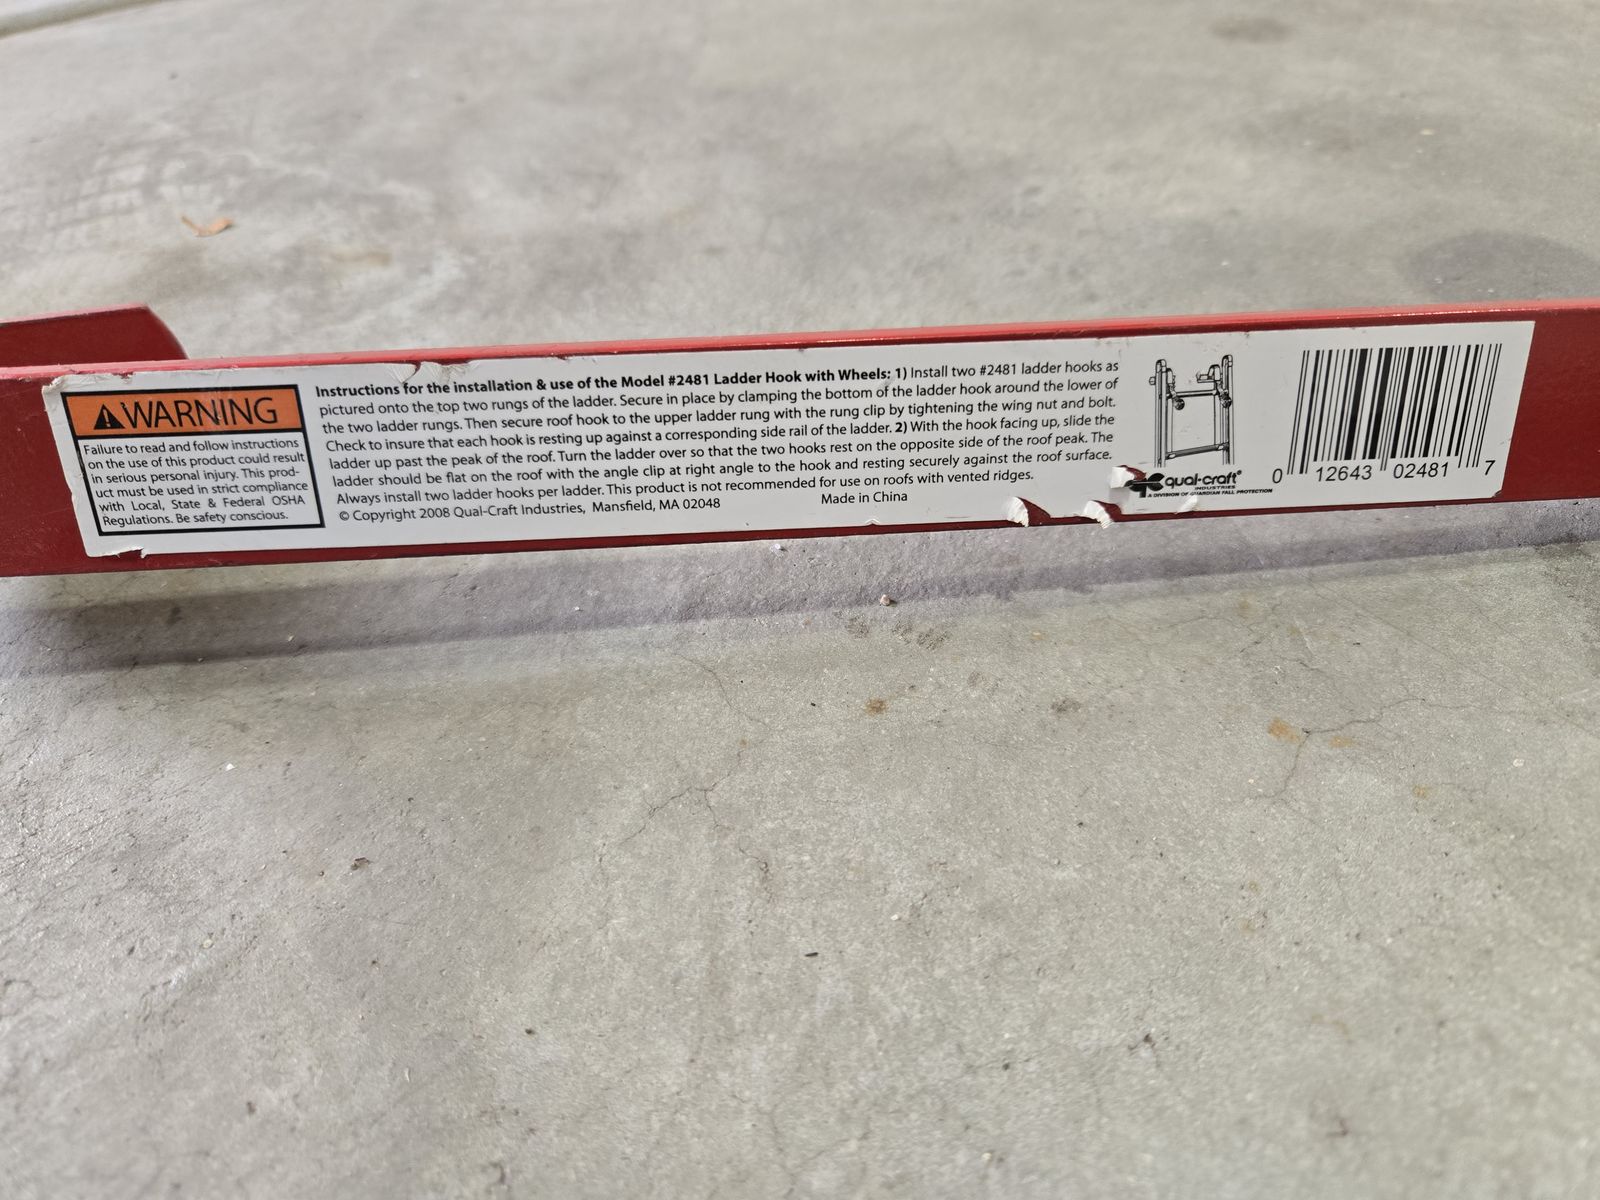 WARNING
Failure to read and follow instructions
on the use of this product could result
in serious personal injury. This prod-
uct must be used in strict compliance
with Local, State & Federal OSHA
Regulations. Be safety conscious.
Instructions for the installation & use of the Model #2481 Ladder Hook with Wheels: 1) Install two #2481 ladder hooks as
pictured onto the top two rungs of the ladder. Secure in place by clamping the bottom of the ladder hook around the lower of
the two ladder rungs. Then secure roof hook to the upper ladder rung with the rung clip by tightening the wing nut and bolt.
Check to insure that each hook is resting up against a corresponding side rail of the ladder. 2) With the hook facing up, slide the
ladder up past the peak of the roof. Turn the ladder over so that the two hooks rest on the opposite side of the roof peak. The
ladder should be flat on the roof with the angle clip at right angle to the hook and resting securely against the roof surface.
Always install two ladder hooks per ladder. This product is not recommended for use on roofs with vented ridges.
© Copyright 2008 Qual-Craft Industries, Mansfield, MA 02048 Made in China
qual-craft®
INDUSTRIES
A DIVISION OF GUARDIAN FALL PROTECTION
0 12643 02481 7